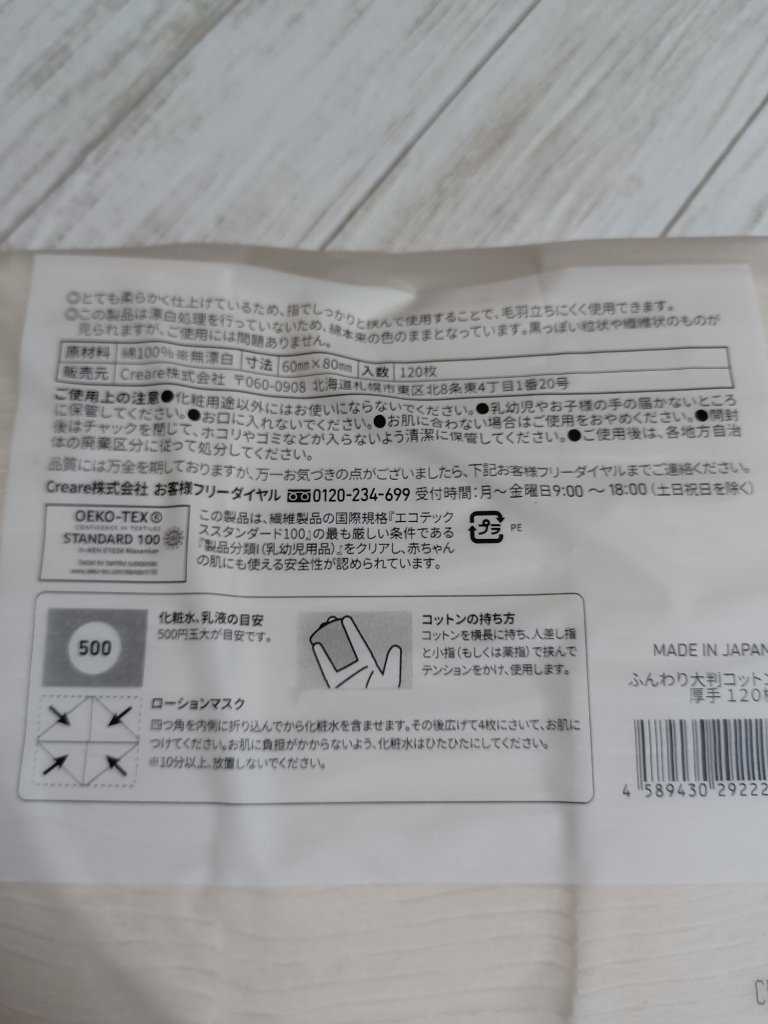 ◎とても柔らかく仕上げているため、指でしっかりと挟んで使用することで、毛羽立ちにくく使用できます。
◎この製品は漂白処理を行っていないため、綿本来の色のままとなっています。黒っぽい粒状や繊維状のものが
見られますが、ご使用には問題ありません。
原材料 綿100%※無漂白 寸法 60mm×80mm 入数 120枚
販売元 Creare株式会社 〒060-0908 北海道札幌市東区北8条東4丁目1番20号
ご使用上の注意●化粧用途以外にはお使いにならないでください。●乳幼児やお子様の手の届かないところ
に保管してください。●お口に入れないでください。●お肌に合わない場合はご使用をおやめください。●開封
後はチャックを閉じて、ホコリやゴミなどが入らないよう清潔に保管してください。●ご使用後は、各地方自治
体の廃棄区分に従って処分してください。
品質には万全を期しておりますが、万一お気づきの点がございましたら、下記お客様フリーダイヤルまでご連絡ください。
Creare株式会社 お客様フリーダイヤル 0120-234-699 受付時間:月~金曜日9:00 ~ 18:00(土日祝日を除く)
OEKO-TEX®
CONFIDENCE IN TEXTILES
STANDARD 100
Tested for harmful substances
www.oeko-tex.com/standard100
この製品は、繊維製品の国際規格『エコテック
ススタンダード100』の最も厳しい条件である
『製品分類I(乳幼児用品)』をクリアし、赤ちゃん
の肌にも使える安全性が認められています。
プラ PE
500
化粧水、乳液の目安
500円玉大が目安です。
コットンの持ち方
コットンを横長に持ち、人差し指
と小指(もしくは薬指)で挟んで
テンションをかけ、使用します。
ローションマスク
四つ角を内側に折り込んでから化粧水を含ませます。その後広げて4枚にさいて、お肌に
つけてください。お肌に負担がかからないよう、化粧水はひたひたにしてください。
※10分以上、放置しないでください。
MADE IN JAPAN
ふんわり大判コットン
厚手 120枚
4 589430 29222